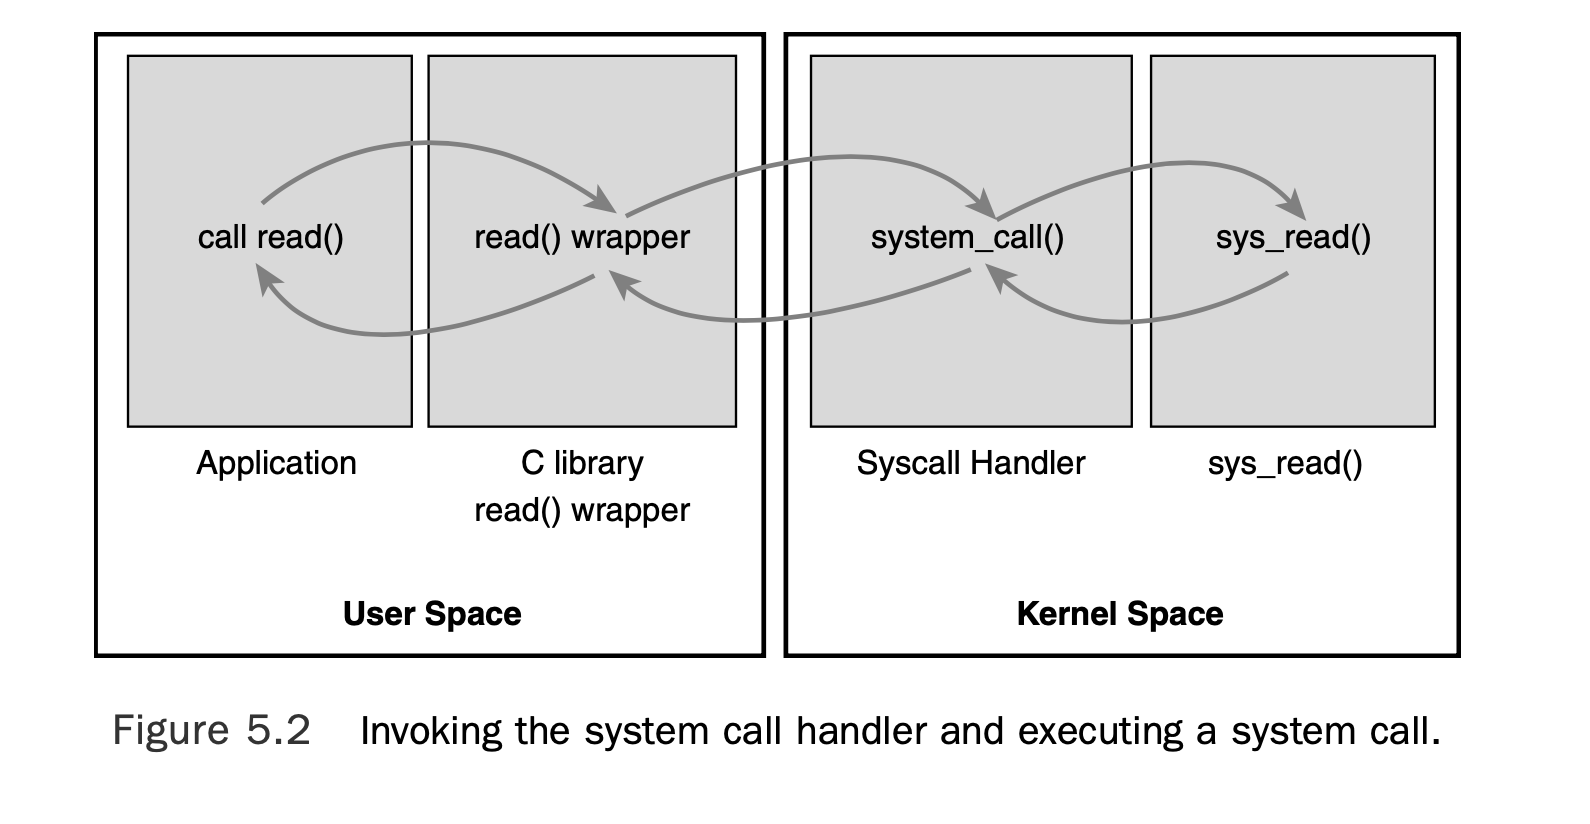 call read()
read() wrapper
system_call()
sys_read()
Application
C library
read() wrapper
Syscall Handler
sys_read()
User Space
Kernel Space
Figure 5.2 Invoking the system call handler and executing a system call.